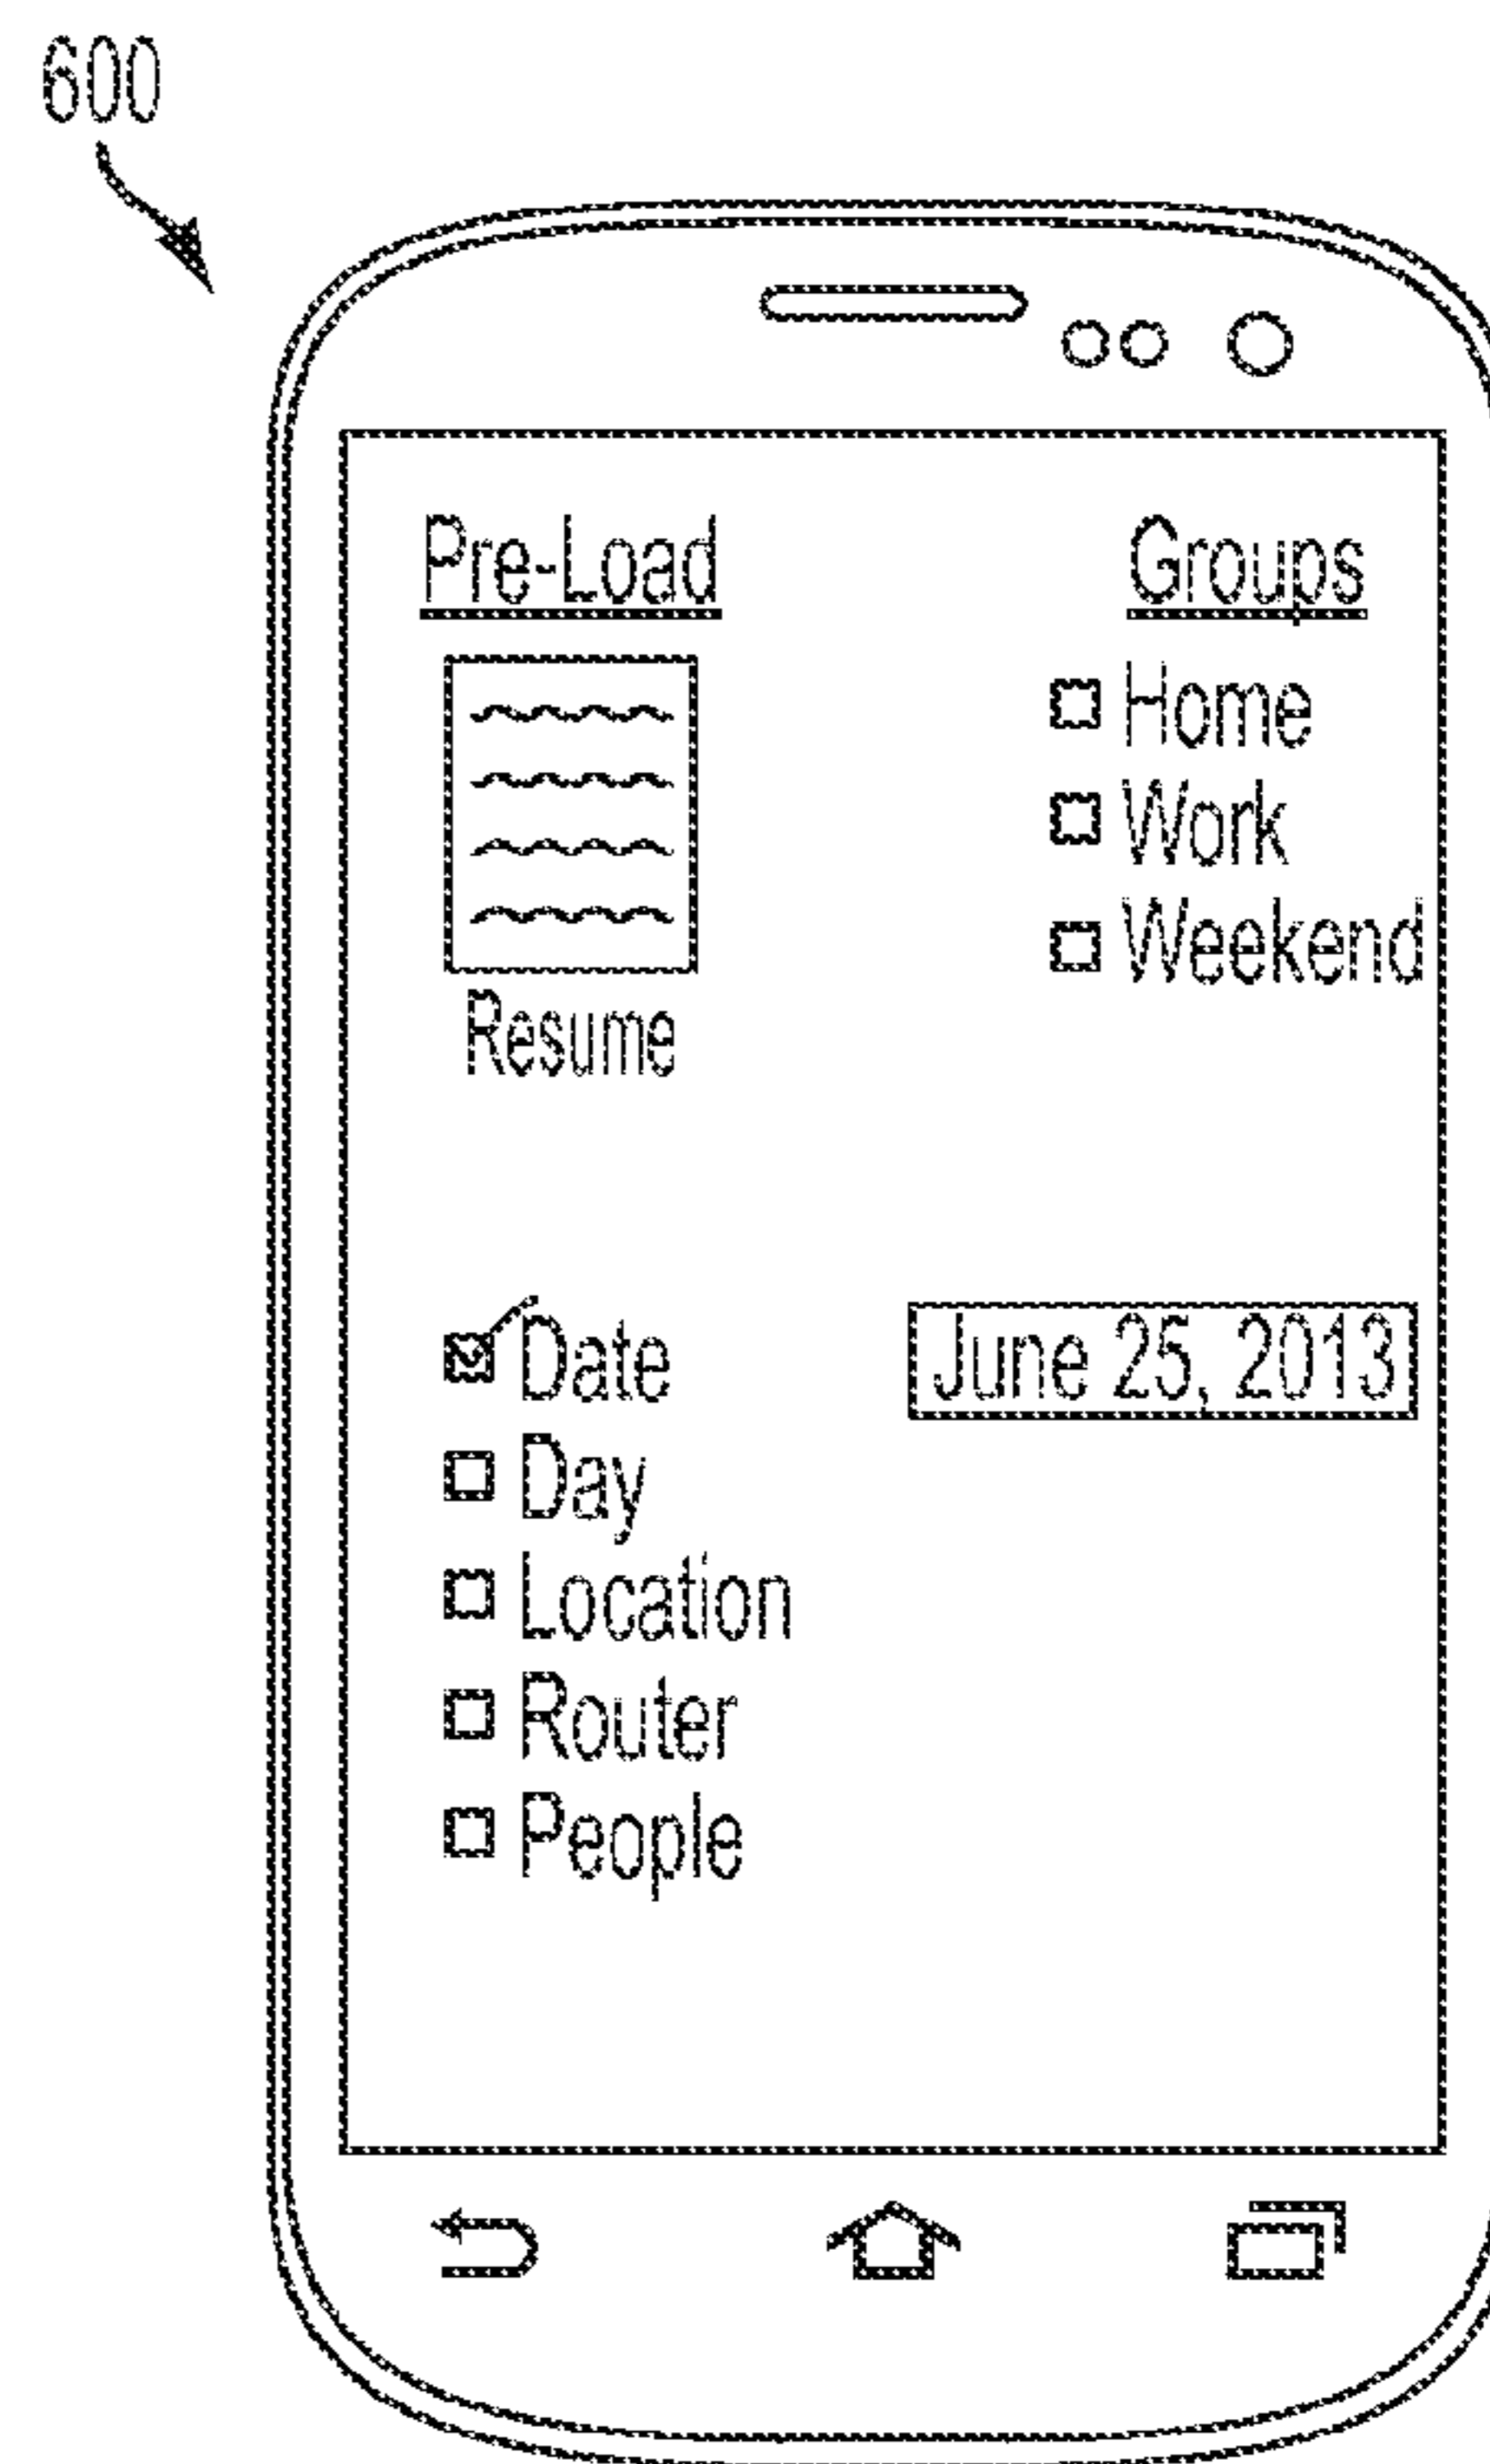 600
Pre-Load
Groups
Home
Work
Weekend
Resume
Date
June 25, 2013
Day
Location
Router
People